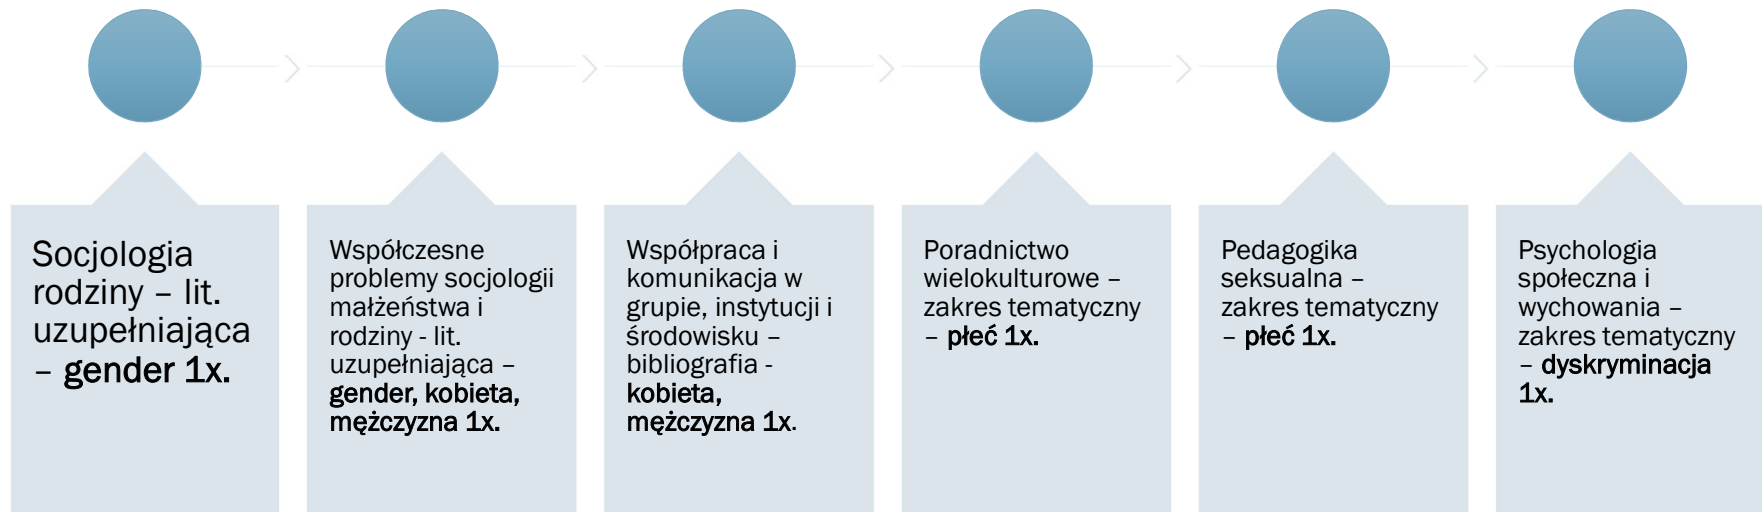 Socjologia
rodziny – lit.
uzupełniająca
– gender 1x.
Współczesne
problemy socjologii
małżeństwa i
rodziny - lit.
uzupełniająca –
gender, kobieta,
mężczyzna 1x.
Współpraca i
komunikacja w
grupie, instytucji i
środowisku –
bibliografia -
kobieta,
mężczyzna 1x.
Poradnictwo
wielokulturowe –
zakres tematyczny
– płeć 1x.
Pedagogika
seksualna –
zakres tematyczny
– płeć 1x.
Psychologia
społeczna i
wychowania –
zakres tematyczny
– dyskryminacja
1x.